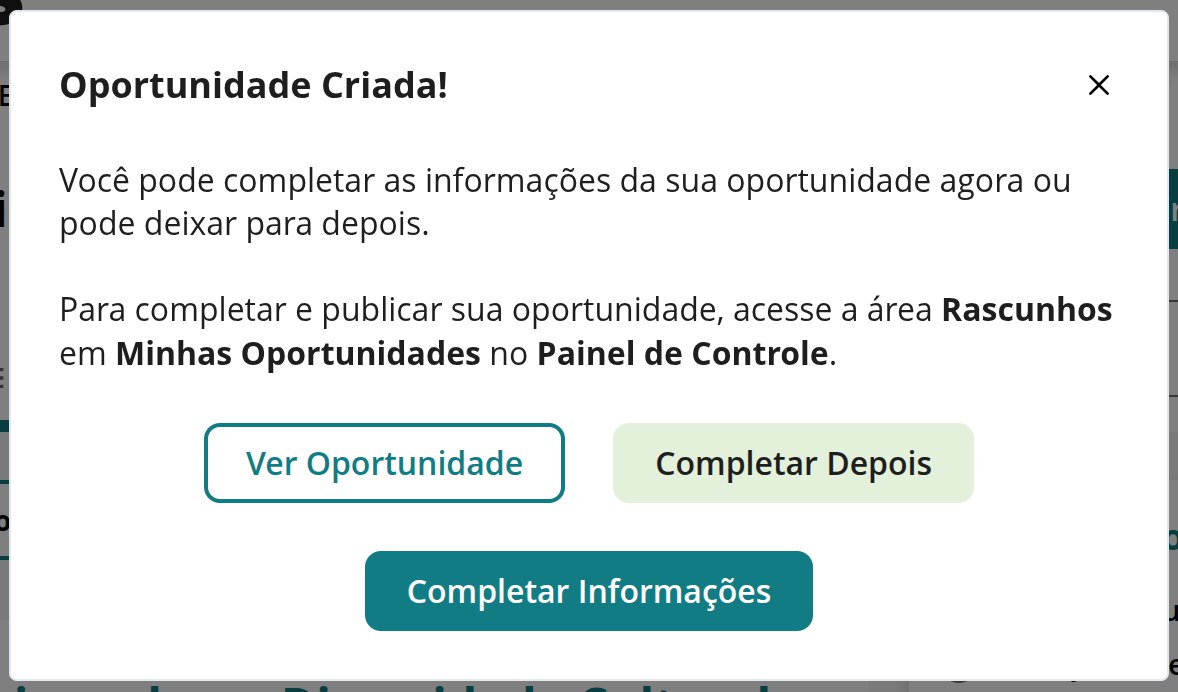 Oportunidade Criada!
Você pode completar as informações da sua oportunidade agora ou
pode deixar para depois.
Para completar e publicar sua oportunidade, acesse a área Rascunhos
em Minhas Oportunidades no Painel de Controle.
Ver Oportunidade
Completar Depois
Completar Informações